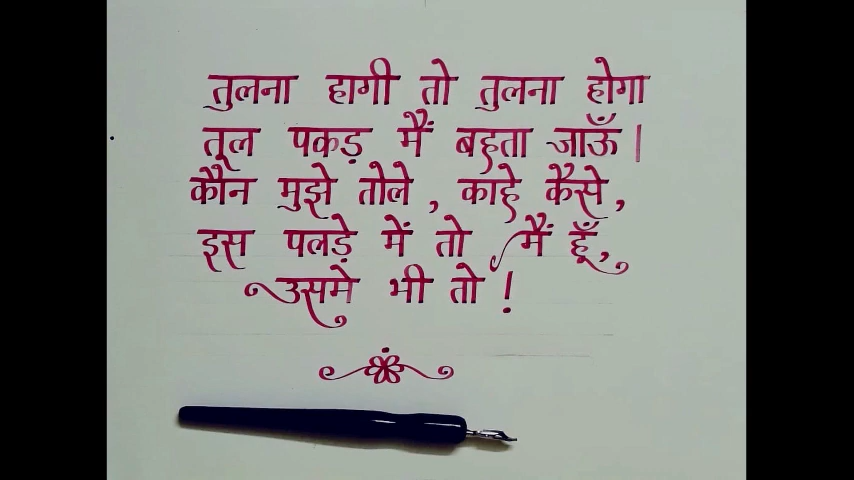 तुलना हागी तो तुलना होगा
तूल पकड़ मैं बहता जाऊँ।
कौन मुझे तोले, काहे कैसे,
इस पलड़े में तो मैं हूँ,
उसमे भी तो!